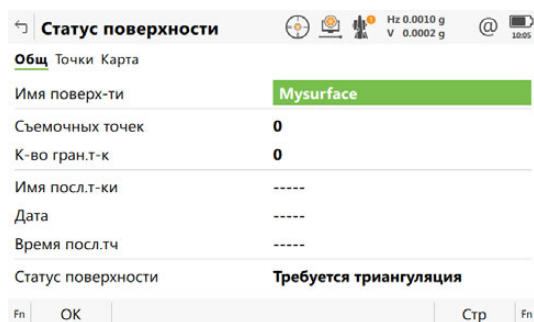 Статус поверхности Hz 0.0010 g
V 0.0002 g @ 10:05
Общ Точки Карта
Имя поверх-ти Mysurface
Съемочных точек 0
К-во гран.т-к 0
Имя посл.т-ки -----
Дата -----
Время посл.тч -----
Статус поверхности Требуется триангуляция
Fn OK Стр Fn